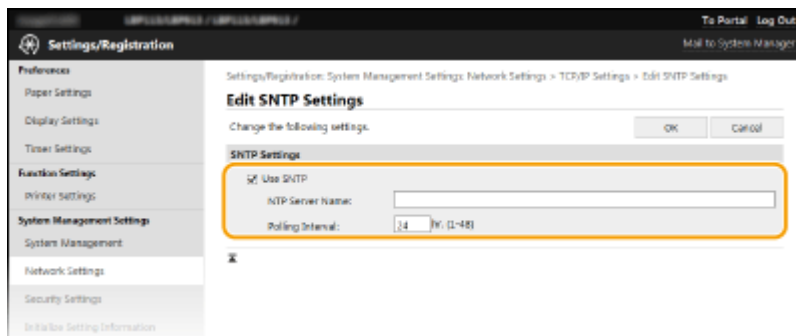 To Portal Log Out
Settings/Registration
Mail to System Manager
Preferences
Paper Settings
Display Settings
Timer Settings
Function Settings
Printer Settings
System Management Settings
System Management
Network Settings
Security Settings
Initialize Setting Information
Settings/Registration: System Management Settings: Network Settings > TCP/IP Settings > Edit SNTP Settings
Edit SNTP Settings
Change the following settings.
OK
Cancel
SNTP Settings
Use SNTP
NTP Server Name:
Polling Interval:
24 hr. (1-48)